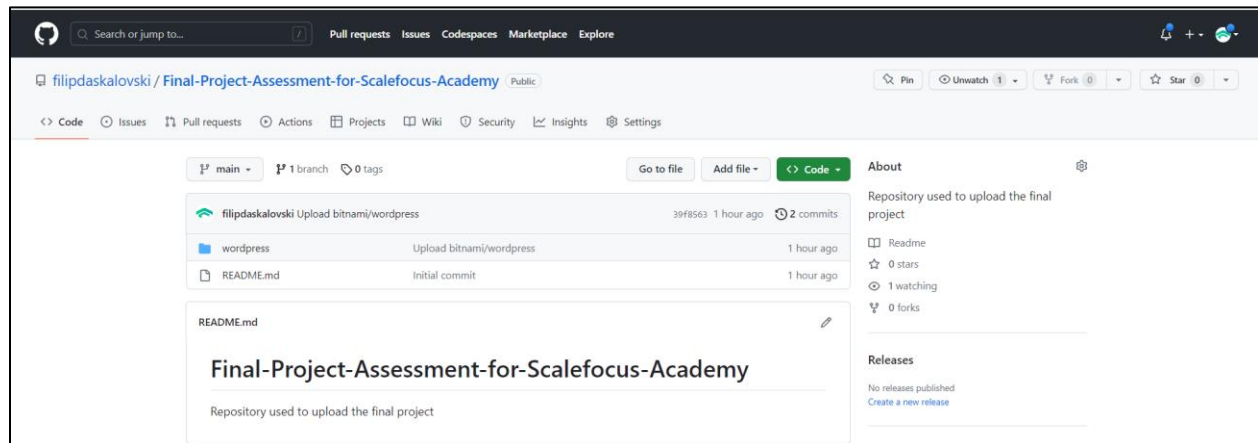 Search or jump to... / Pull requests Issues Codespaces Marketplace Explore
filipdaskalovski / Final-Project-Assessment-for-Scalefocus-Academy Public
Pin Unwatch 1 Fork 0 Star 0
<> Code Issues Pull requests Actions Projects Wiki Security Insights Settings
main 1 branch 0 tags Go to file Add file <> Code
filipdaskalovski Upload bitnami/wordpress 39f8563 1 hour ago 2 commits
wordpress Upload bitnami/wordpress 1 hour ago
README.md Initial commit 1 hour ago
README.md
Final-Project-Assessment-for-Scalefocus-Academy
Repository used to upload the final project
About
Repository used to upload the final
project
Readme
0 stars
1 watching
0 forks
Releases
No releases published
Create a new release